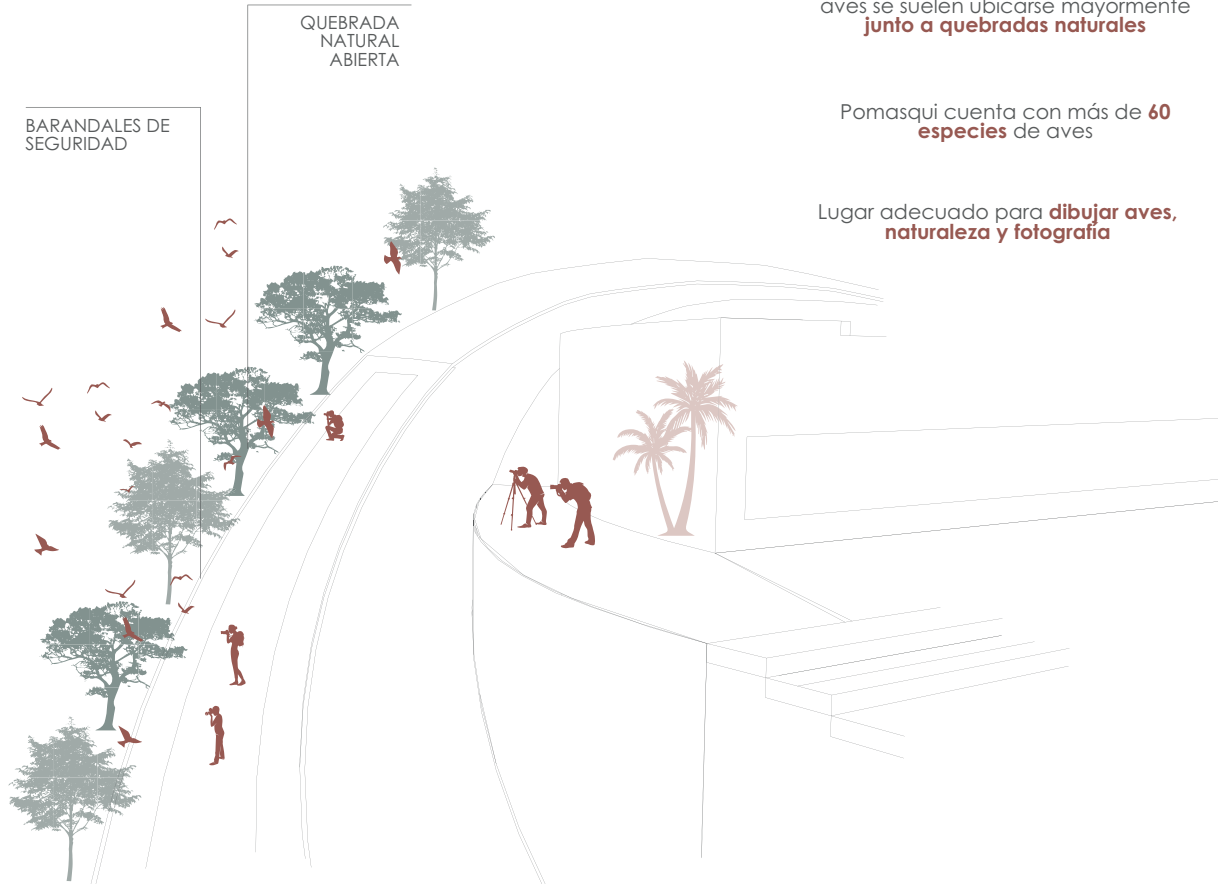 QUEBRADA
NATURAL
ABIERTA
BARANDALES DE
SEGURIDAD
aves se suelen ubicarse mayormente
junto a quebradas naturales
Pomasqui cuenta con más de 60
especies de aves
Lugar adecuado para dibujar aves,
naturaleza y fotografía